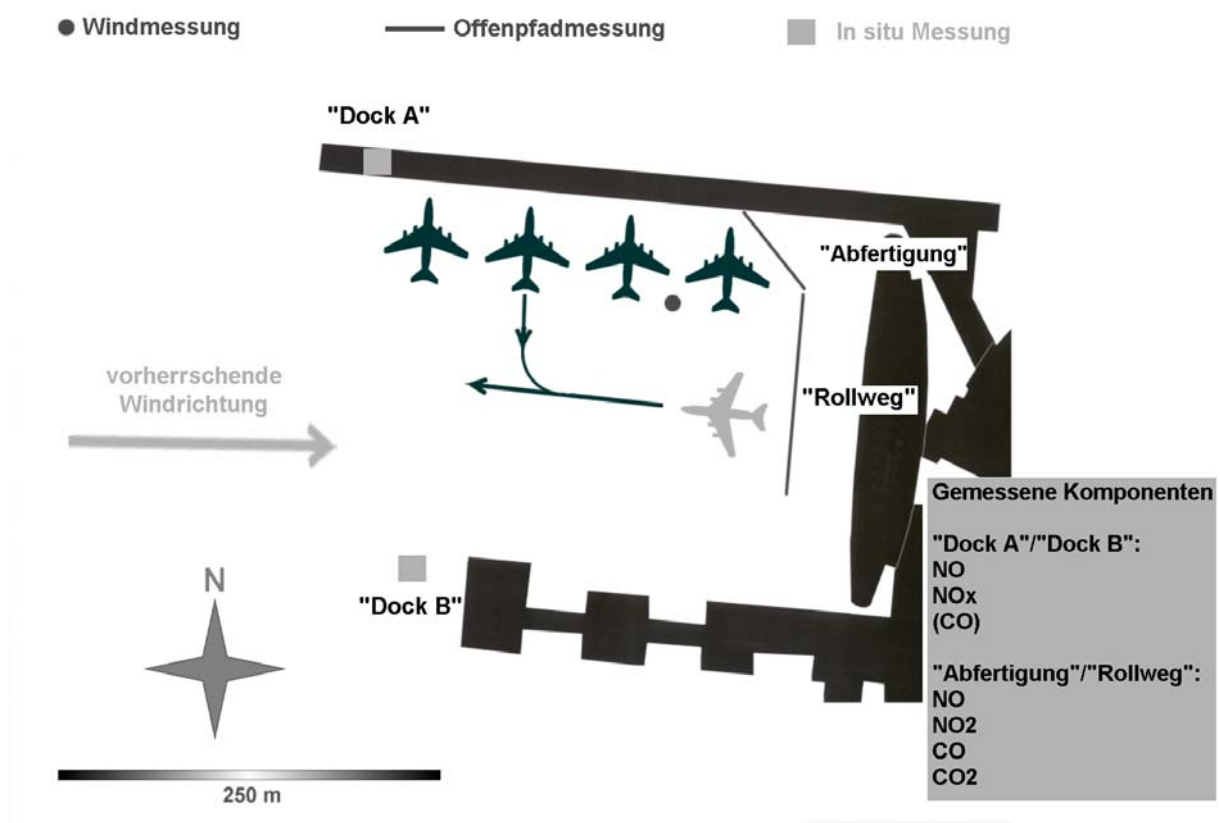 Windmessung
Offenpfadmessung
In situ Messung
"Dock A"
"Abfertigung"
vorherrschende
Windrichtung
"Rollweg"
"Dock B"
N
250 m
Gemessene Komponenten
"Dock A"/"Dock B":
NO
NOx
(CO)
"Abfertigung"/"Rollweg":
NO
NO2
CO
CO2